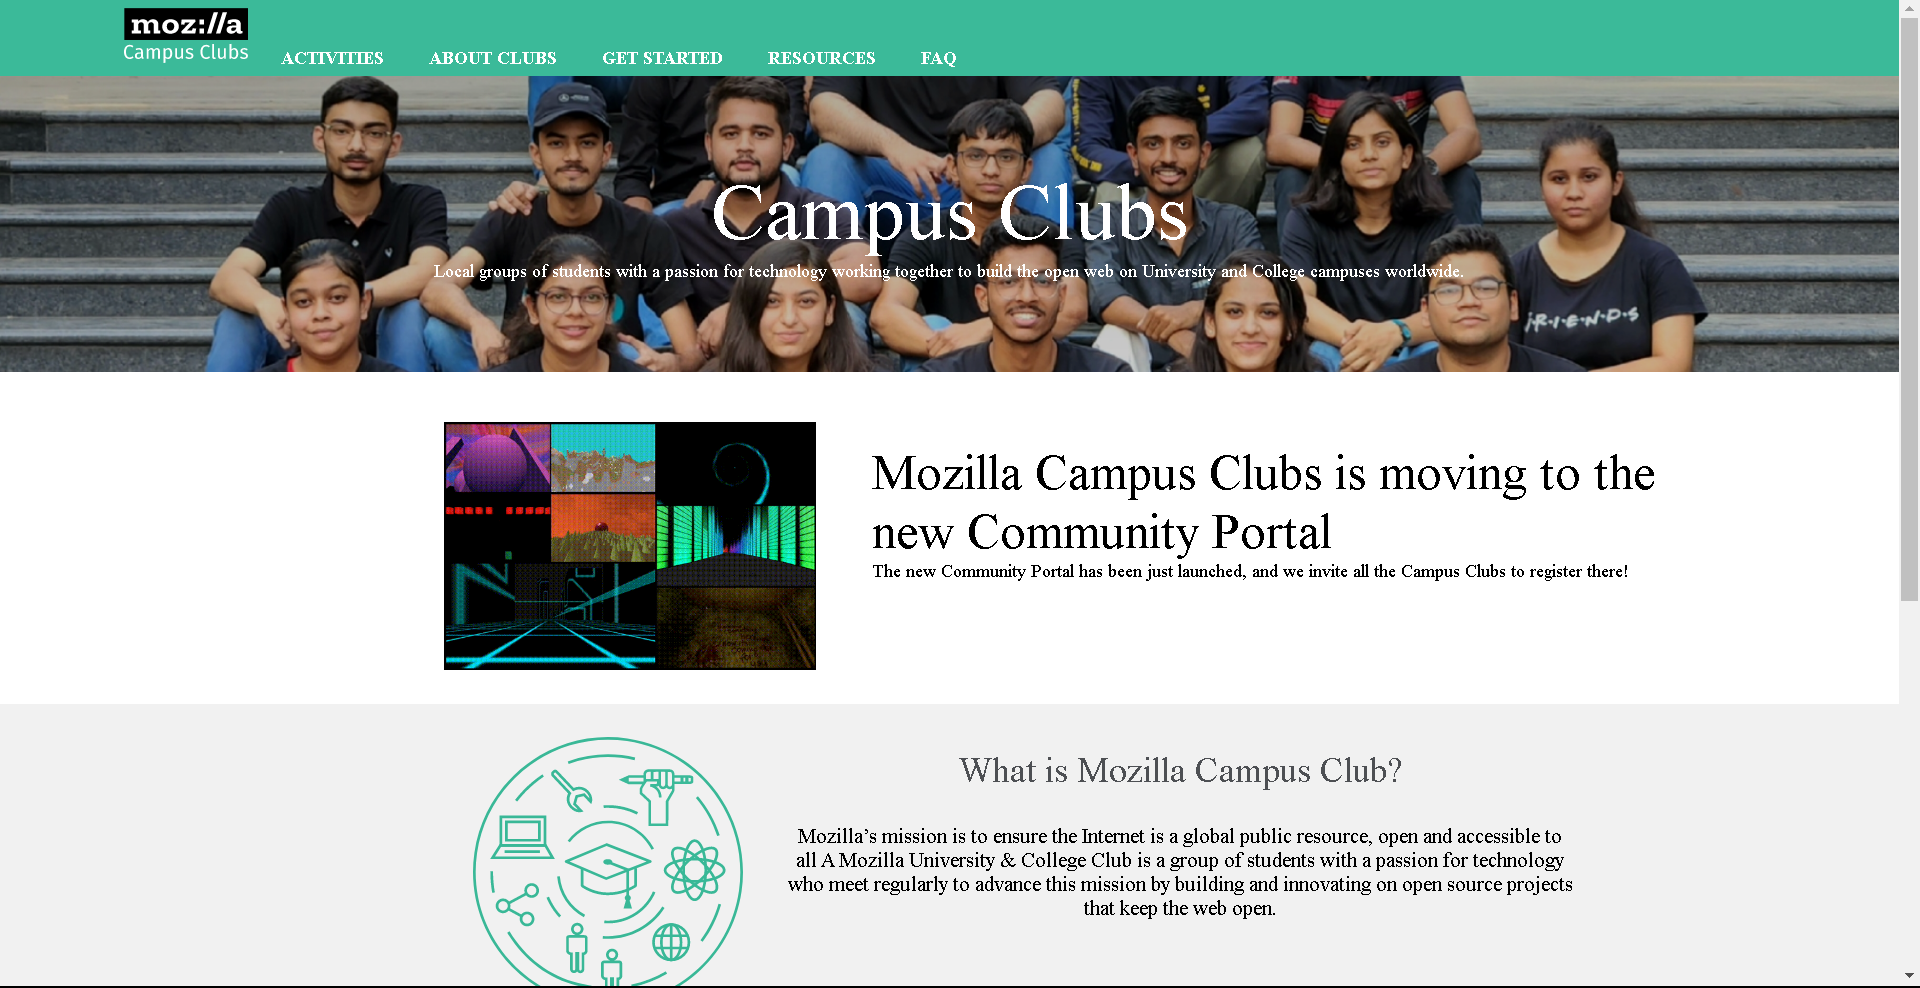 moz://a
Campus Clubs
ACTIVITIES ABOUT CLUBS GET STARTED RESOURCES FAQ
Campus Clubs
Local groups of students with a passion for technology working together to build the open web on University and College campuses worldwide.
F·R·I·E·N·D·S
Mozilla Campus Clubs is moving to the
new Community Portal
The new Community Portal has been just launched, and we invite all the Campus Clubs to register there!
What is Mozilla Campus Club?
Mozilla’s mission is to ensure the Internet is a global public resource, open and accessible to
all A Mozilla University & College Club is a group of students with a passion for technology
who meet regularly to advance this mission by building and innovating on open source projects
that keep the web open.